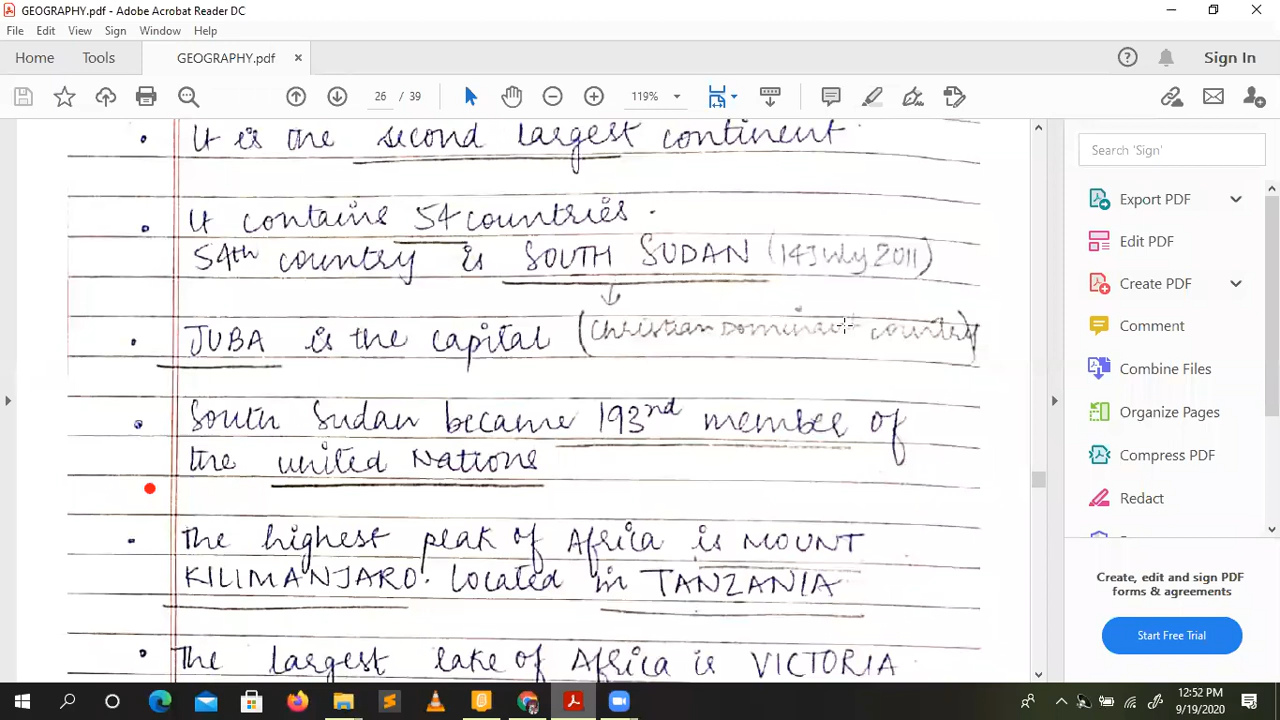 GEOGRAPHY.pdf - Adobe Acrobat Reader DC
File Edit View Sign Window Help
Home Tools GEOGRAPHY.pdf × Sign In
26 / 39 119%
It is the second largest continent.
It contains 54 countries.
54th country is SOUTH SUDAN (14 July 2011)
JUBA is the capital (Christian Dominant country)
South Sudan became 193rd member of
the united Nations
The highest peak of Africa is MOUNT
KILIMANJARO. located in TANZANIA
The largest lake of Africa is VICTORIA
Search 'Sign'
Export PDF
Edit PDF
Create PDF
Comment
Combine Files
Organize Pages
Compress PDF
Redact
Create, edit and sign PDF
forms & agreements
Start Free Trial
12:52 PM
9/19/2020